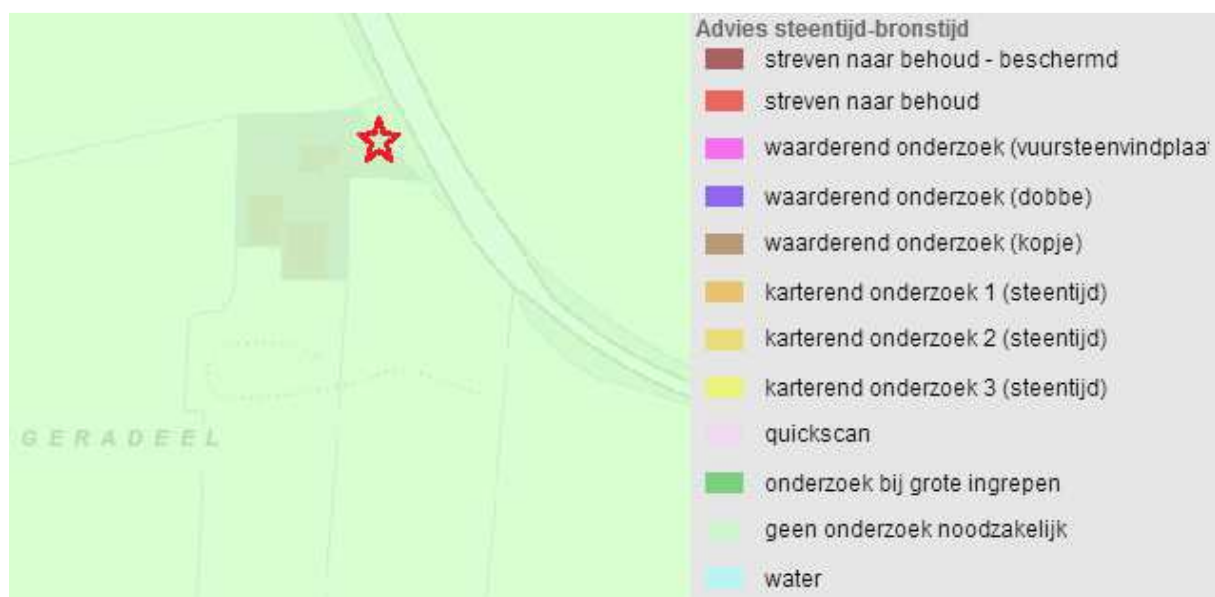 GERADEEL
Advies steentijd-bronstijd
streven naar behoud - beschermd
streven naar behoud
waarderend onderzoek (vuursteenvindplaa
waarderend onderzoek (dobbe)
waarderend onderzoek (kopje)
karterend onderzoek 1 (steentijd)
karterend onderzoek 2 (steentijd)
karterend onderzoek 3 (steentijd)
quickscan
onderzoek bij grote ingrepen
geen onderzoek noodzakelijk
water